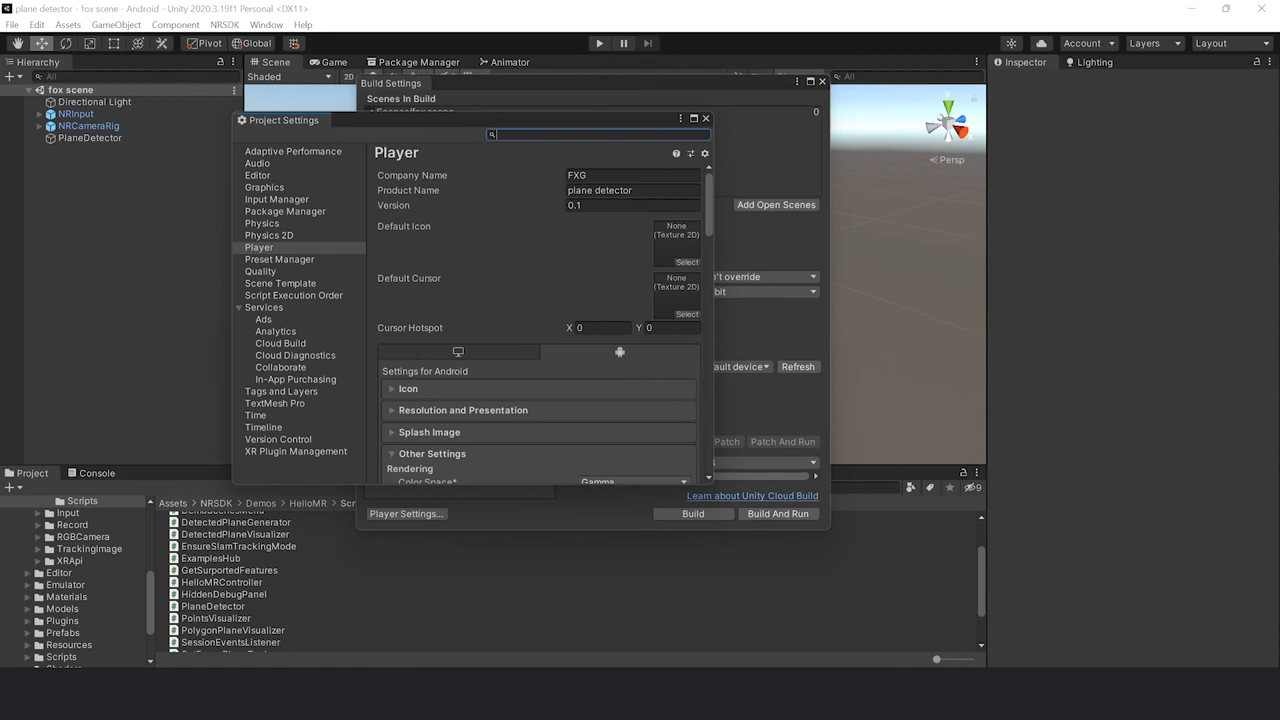 plane detector - fox scene - Android - Unity 2020.3.19f1 Personal <DX11>
File Edit Assets GameObject Component NRSDK Window Help
Pivot Global Account Layers Layout
Hierarchy Scene Game Package Manager Animator Inspector Lighting
All Shaded 2D Build Settings All
fox scene
Directional Light
NRInput
NRCameraRig
PlaneDetector
Scenes In Build
0
Persp
Add Open Scenes
n't override
bit
ault device
Refresh
Patch Patch And Run
Learn about Unity Cloud Build
Player Settings...
Build Build And Run
Project Settings
Adaptive Performance
Audio
Editor
Graphics
Input Manager
Package Manager
Physics
Physics 2D
Player
Preset Manager
Quality
Scene Template
Script Execution Order
Services
Ads
Analytics
Cloud Build
Cloud Diagnostics
Collaborate
In-App Purchasing
Tags and Layers
TextMesh Pro
Time
Timeline
Version Control
XR Plugin Management
Player
Company Name FXG
Product Name plane detector
Version 0.1
Default Icon None
(Texture 2D)
Select
Default Cursor None
(Texture 2D)
Select
Cursor Hotspot X 0 Y 0
Settings for Android
Icon
Resolution and Presentation
Splash Image
Other Settings
Rendering
Color Space* Gamma
Project Console
9
Scripts
Input
Record
RGBCamera
TrackingImage
XRApi
Editor
Emulator
Materials
Models
Plugins
Prefabs
Resources
Scripts
Assets > NRSDK > Demos > HelloMR > Scr
DetectedPlaneGenerator
DetectedPlaneVisualizer
EnsureSlamTrackingMode
ExamplesHub
GetSurportedFeatures
HelloMRController
HiddenDebugPanel
PlaneDetector
PointsVisualizer
PolygonPlaneVisualizer
SessionEventsListener